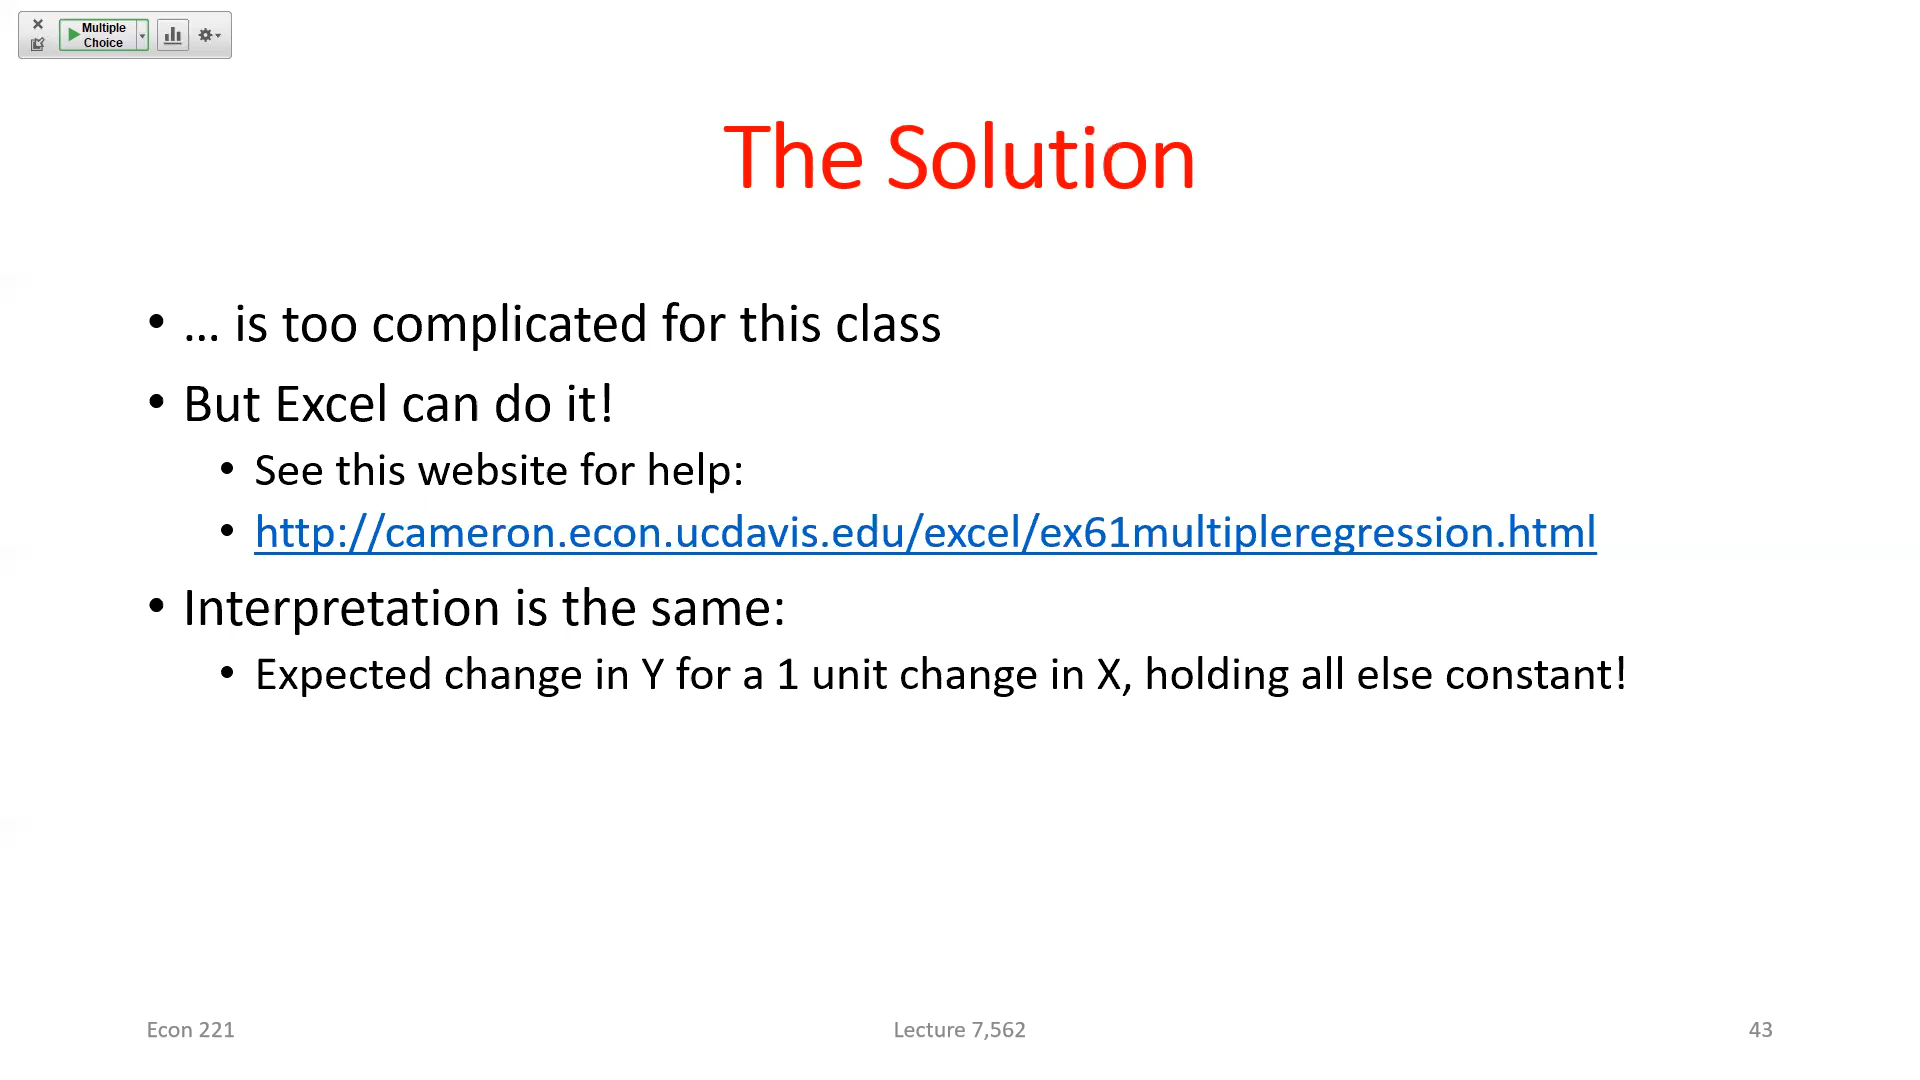 Multiple
Choice
The Solution
• ... is too complicated for this class
• But Excel can do it!
• See this website for help:
• http://cameron.econ.ucdavis.edu/excel/ex61multipleregression.html
• Interpretation is the same:
• Expected change in Y for a 1 unit change in X, holding all else constant!
Econ 221
Lecture 7,562
43